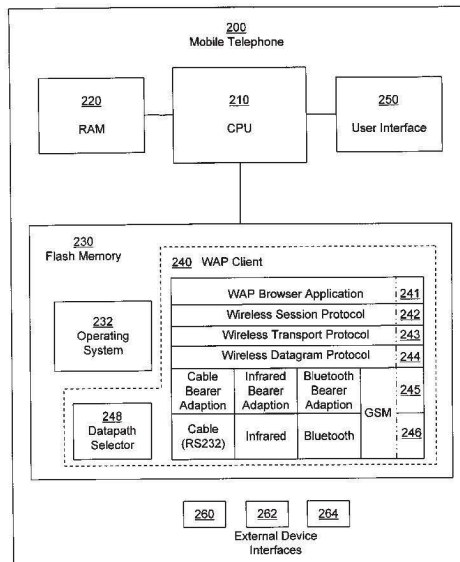 200
Mobile Telephone
220
RAM
210
CPU
250
User Interface
230
Flash Memory
232
Operating
System
248
Datapath
Selector
240 WAP Client
WAP Browser Application 241
Wireless Session Protocol 242
Wireless Transport Protocol 243
Wireless Datagram Protocol 244
Cable
Bearer
Adaption
Infrared
Bearer
Adaption
Bluetooth
Bearer
Adaption
GSM
245
Cable
(RS232)
Infrared
Bluetooth
246
260
262
264
External Device
Interfaces